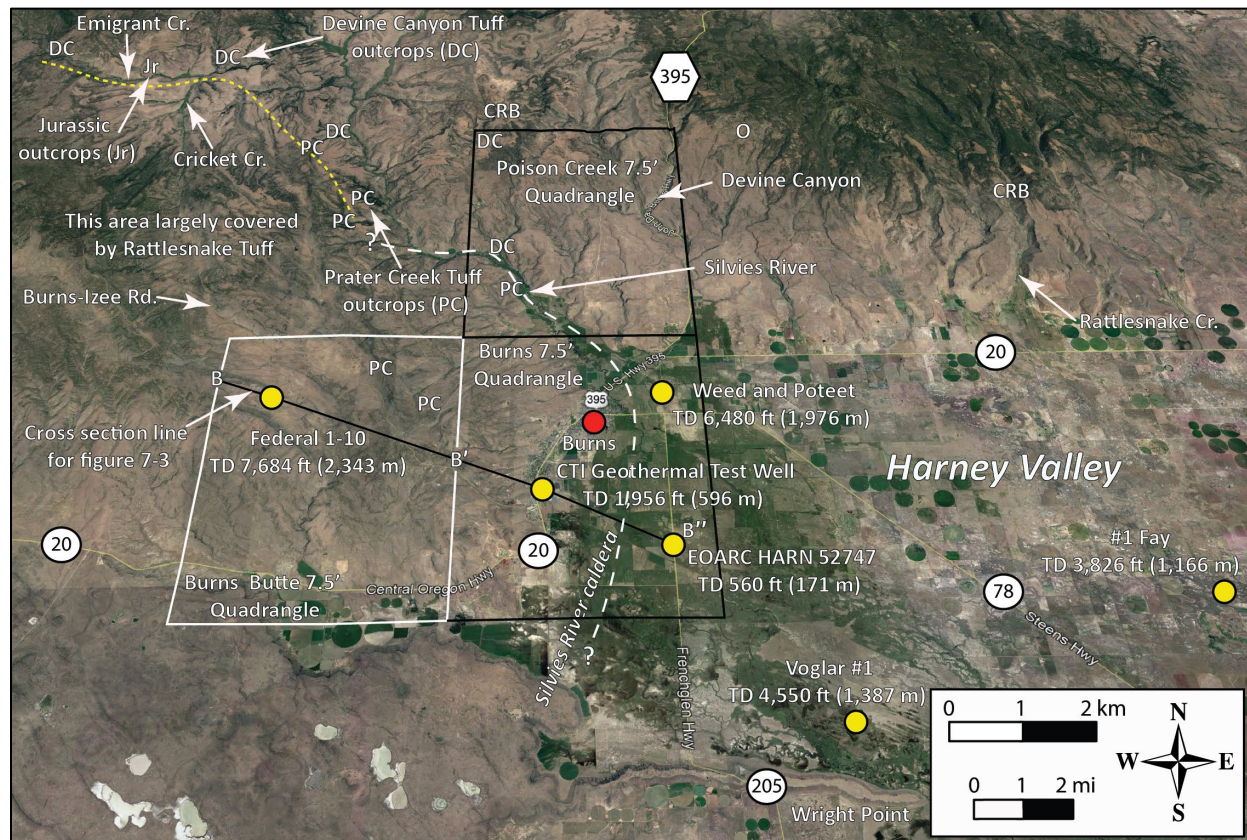 Emigrant Cr.
Devine Canyon Tuff
outcrops (DC)
DC
Jr
DC
395
Jurassic
outcrops (Jr)
Cricket Cr.
PC
DC
CRB
DC
O
Poison Creek 7.5'
Quadrangle
Devine Canyon
CRB
PC
PC
This area largely covered
by Rattlesnake Tuff
?
DC
Prater Creek Tuff
outcrops (PC)
PC
Silvies River
Burns-Izee Rd.
Rattlesnake Cr.
20
Burns 7.5'
Quadrangle
U.S. Hwy395
PC
PC
B
395
Burns
Weed and Poteet
TD 6,480 ft (1,976 m)
Cross section line
for figure 7-3
Federal 1-10
TD 7,684 ft (2,343 m)
B'
CTI Geothermal Test Well
TD 1,956 ft (596 m)
Harney Valley
20
20
B''
EOARC HARN 52747
TD 560 ft (171 m)
#1 Fay
TD 3,826 ft (1,166 m)
78
Steens Hwy
Burns Butte 7.5'
Quadrangle
Central Oregon Hwy
Silvies River caldera
?
Frenchglen Hwy
Voglar #1
TD 4,550 ft (1,387 m)
205
Wright Point
0 1 2 km
0 1 2 mi
N
W E
S